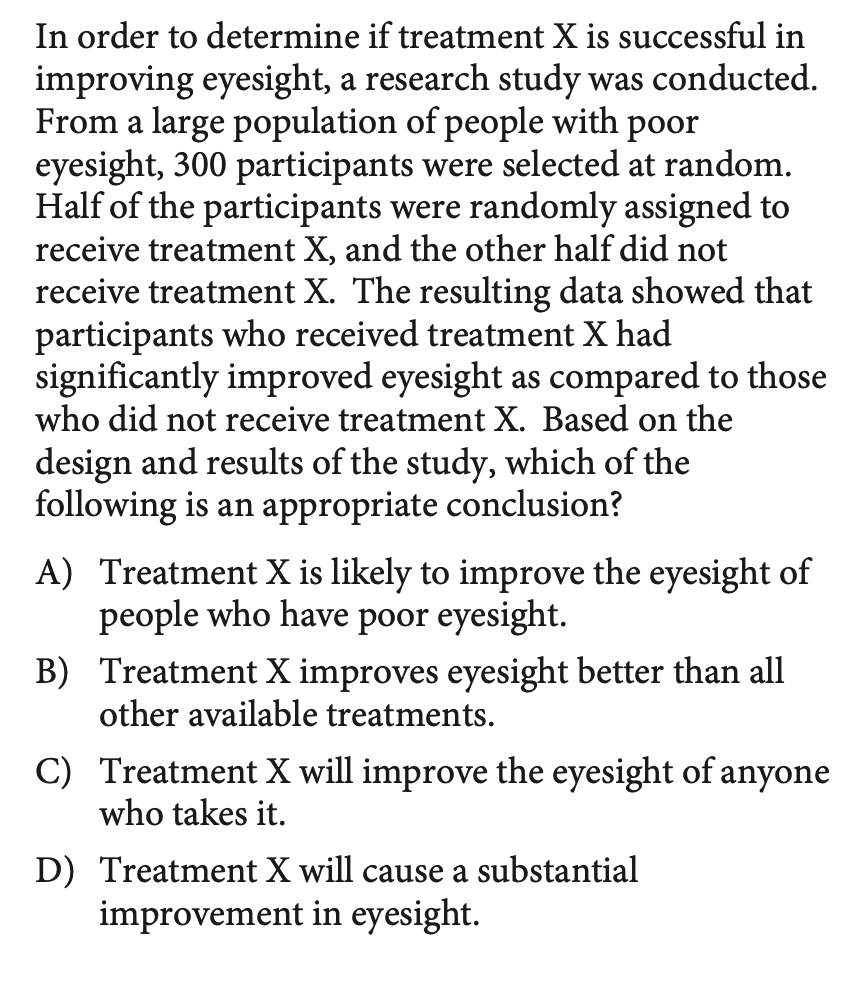 In order to determine if treatment X is successful in
improving eyesight, a research study was conducted.
From a large population of people with poor
eyesight, 300 participants were selected at random.
Half of the participants were randomly assigned to
receive treatment X, and the other half did not
receive treatment X. The resulting data showed that
participants who received treatment X had
significantly improved eyesight as compared to those
who did not receive treatment X. Based on the
design and results of the study, which of the
following is an appropriate conclusion?
A) Treatment X is likely to improve the eyesight of
people who have poor eyesight.
B) Treatment X improves eyesight better than all
other available treatments.
C) Treatment X will improve the eyesight of anyone
who takes it.
D) Treatment X will cause a substantial
improvement in eyesight.